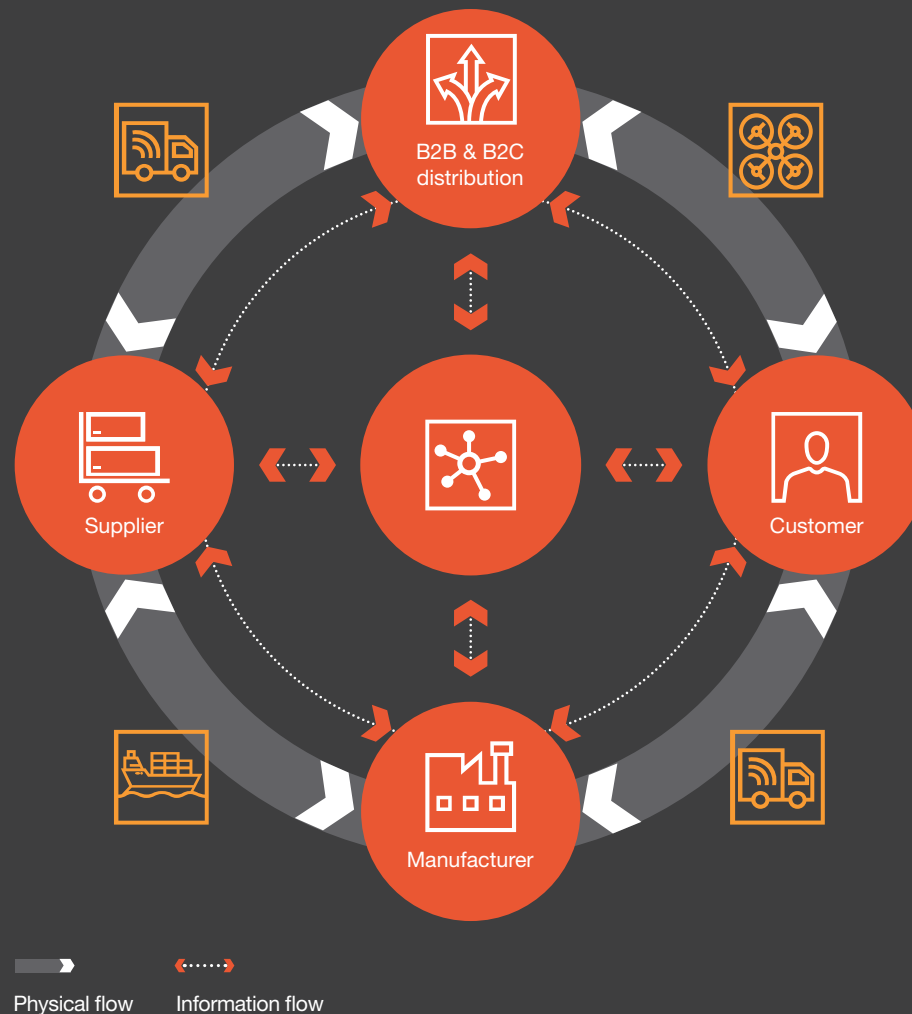 B2B & B2C
distribution
Supplier
Customer
Manufacturer
Physical flow
Information flow